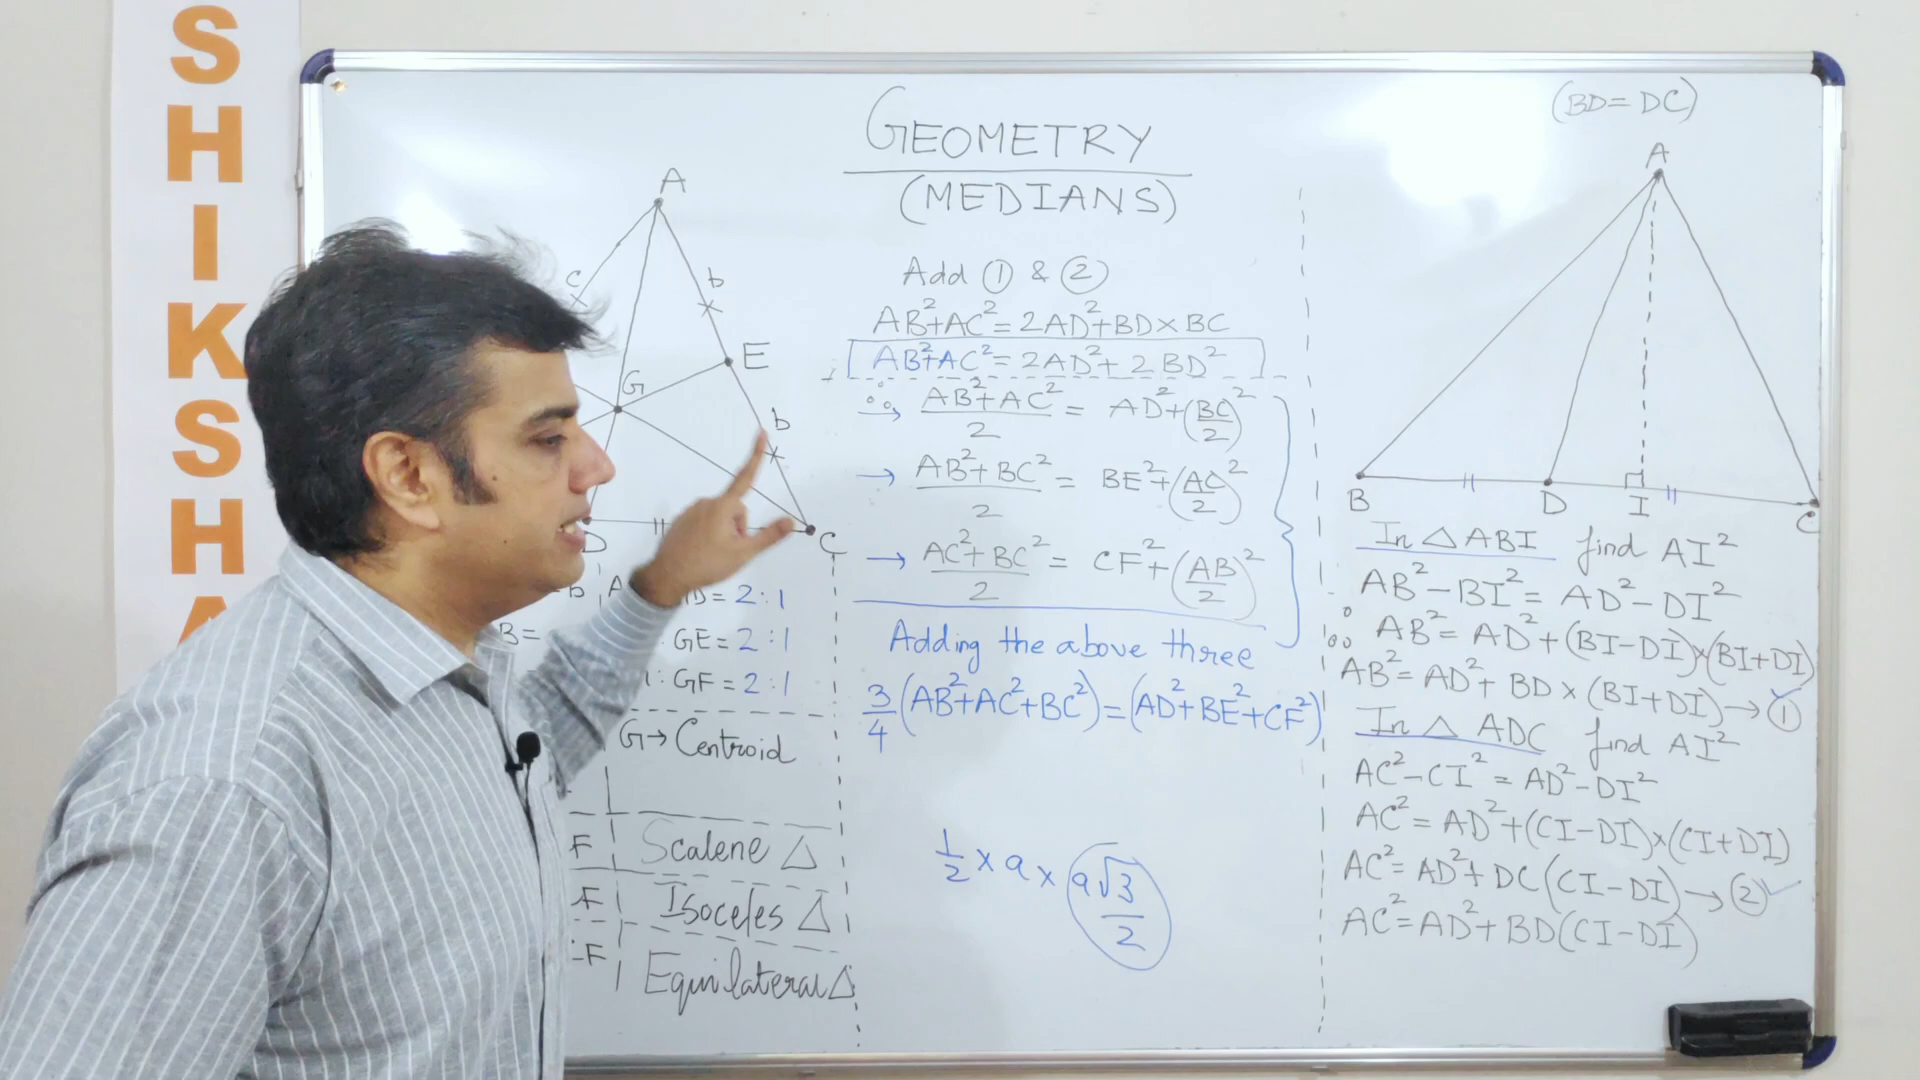 SHIKSHA
GEOMETRY
(MEDIANS)
A
c
b
E
G
b
D
C
= 2:1
GE = 2:1
: GF = 2:1
G → Centroid
F | Scalene △
F | Isoceles △
F | Equilateral △
Add ① & ②
AB²+AC² = 2AD²+BD×BC
AB²+AC² = 2AD²+2BD²
∴→ (AB²+AC²)/2 = AD²+(BC/2)²
→ (AB²+BC²)/2 = BE²+(AC/2)²
→ (AC²+BC²)/2 = CF²+(AB/2)²
Adding the above three
3/4 (AB²+AC²+BC²) = (AD²+BE²+CF²)
1/2 × a × a√3/2
(BD = DC)
A
B
D
I
C
In △ ABI find AI²
AB²-BI² = AD²-DI²
∴ AB² = AD²+(BI-DI)×(BI+DI)
AB² = AD²+BD×(BI+DI) → ①
In △ ADC find AI²
AC²-CI² = AD²-DI²
AC² = AD²+(CI-DI)×(CI+DI)
AC² = AD²+DC(CI-DI) → ②
AC² = AD²+BD(CI-DI)